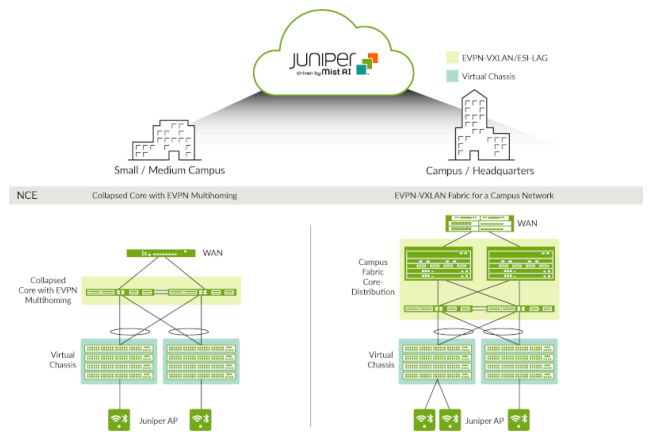 JUNIPER
driven by Mist AI
EVPN-VXLAN/ESI-LAG
Virtual Chassis
Small / Medium Campus
Campus / Headquarters
NCE
Collapsed Core with EVPN Multihoming
EVPN-VXLAN Fabric for a Campus Network
WAN
Collapsed
Core with EVPN
Multihoming
Virtual
Chassis
Juniper AP
WAN
Campus
Fabric
Core-
Distribution
Virtual
Chassis
Juniper AP